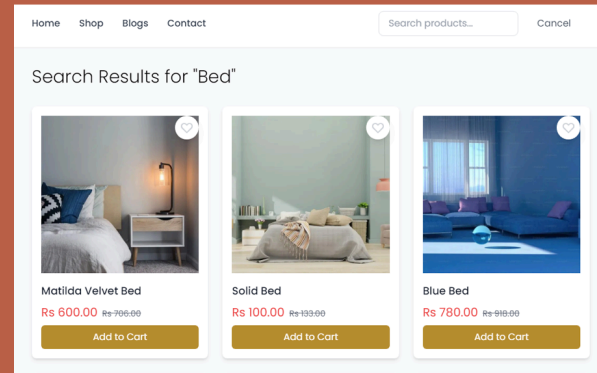 Home Shop Blogs Contact Search products... Cancel
Search Results for "Bed"
Matilda Velvet Bed Solid Bed Blue Bed
Rs 600.00 Rs 706.00 Rs 100.00 Rs 133.00 Rs 780.00 Rs 918.00
Add to Cart Add to Cart Add to Cart